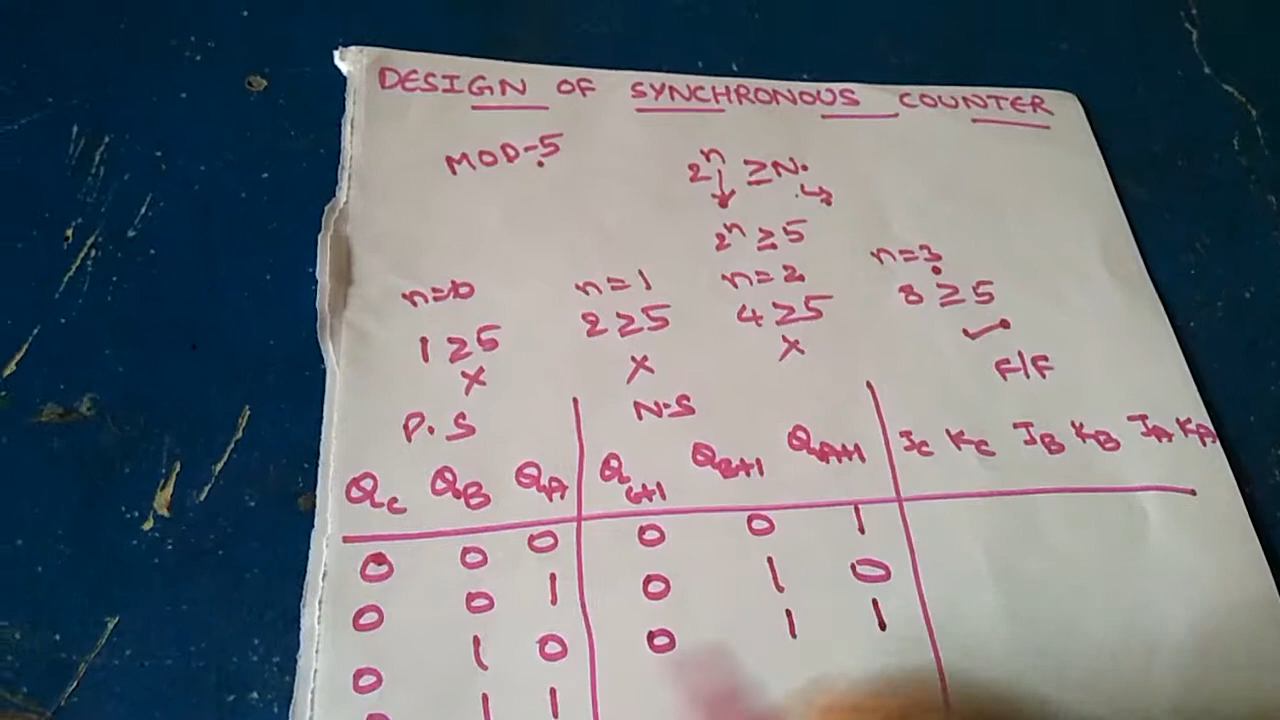 DESIGN OF SYNCHRONOUS COUNTER
MOD-5 2ⁿ ≥ N.
2ⁿ ≥ 5
n=0 n=1 n=2 n=3
1 ≥ 5 2 ≥ 5 4 ≥ 5 8 ≥ 5
X X X ✓
F/F
P.S N.S
Qc QB QA Qc+1 QB+1 QA+1 Jc Kc JB KB JA KA
0 0 0 0 0 1
0 0 1 0 1 0
0 1 0 0 1 1
0 1 1